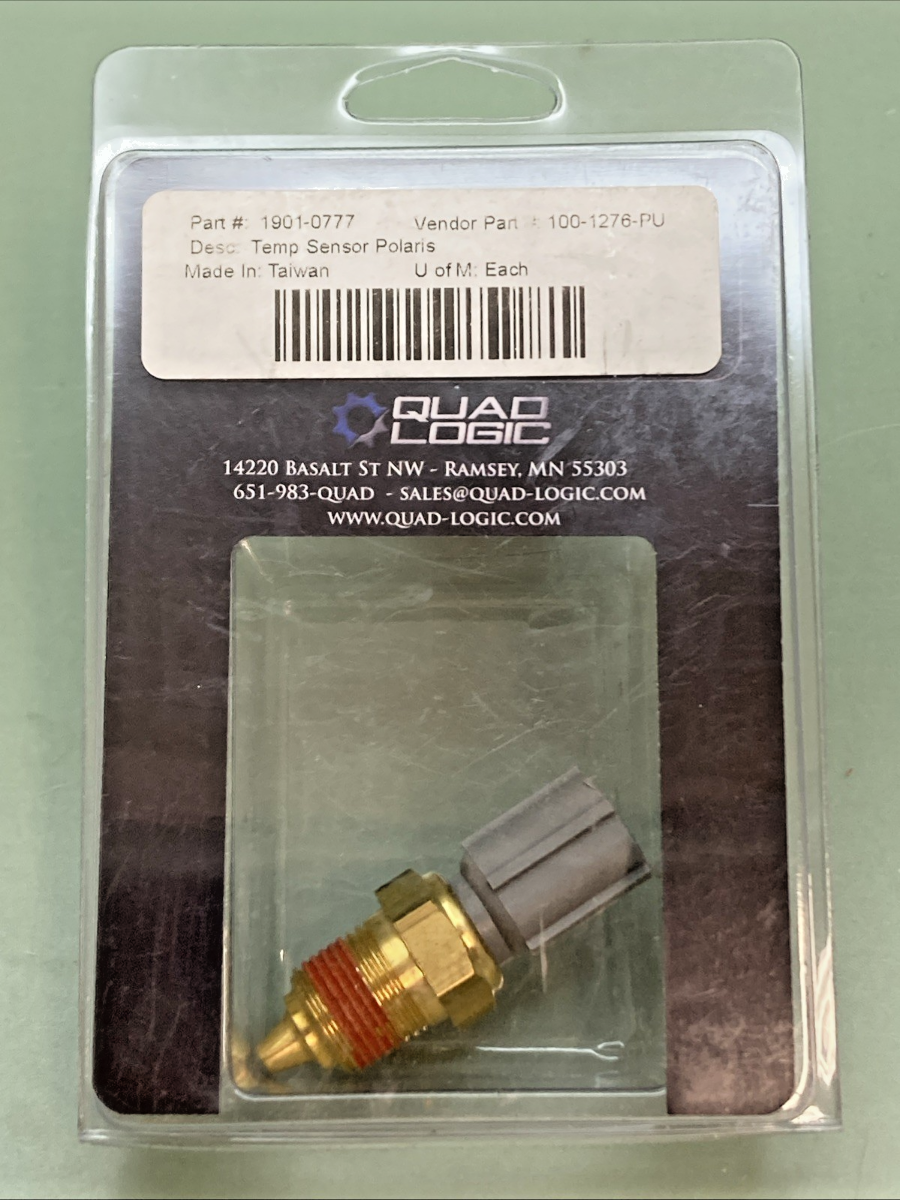 Part #: 1901-0777 Vendor Part #: 100-1276-PU
Desc: Temp Sensor Polaris
Made In: Taiwan U of M: Each
QUAD
LOGIC
14220 Basalt St NW - Ramsey, MN 55303
651-983-QUAD - SALES@QUAD-LOGIC.COM
WWW.QUAD-LOGIC.COM